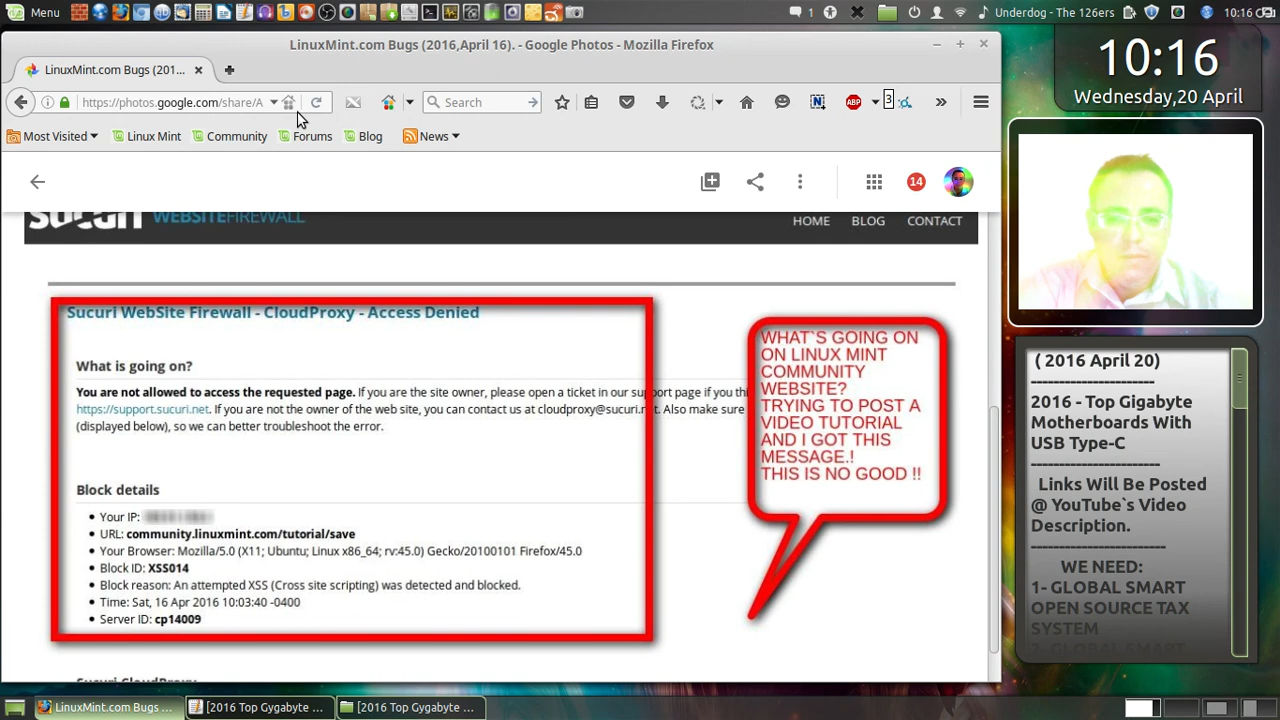 Menu
1
Underdog - The 126ers
10:16
LinuxMint.com Bugs (2016,April 16). - Google Photos - Mozilla Firefox
LinuxMint.com Bugs (201...
https://photos.google.com/share/A
Search
ABP
3
Most Visited
Linux Mint
Community
Forums
Blog
News
14
sucuri WEBSITEFIREWALL
HOME
BLOG
CONTACT
Sucuri WebSite Firewall - CloudProxy - Access Denied
What is going on?
You are not allowed to access the requested page. If you are the site owner, please open a ticket in our support page if you thi
https://support.sucuri.net. If you are not the owner of the web site, you can contact us at cloudproxy@sucuri.net. Also make sure
(displayed below), so we can better troubleshoot the error.
Block details
Your IP:
URL: community.linuxmint.com/tutorial/save
Your Browser: Mozilla/5.0 (X11; Ubuntu; Linux x86_64; rv:45.0) Gecko/20100101 Firefox/45.0
Block ID: XSS014
Block reason: An attempted XSS (Cross site scripting) was detected and blocked.
Time: Sat, 16 Apr 2016 10:03:40 -0400
Server ID: cp14009
WHAT`S GOING ON
ON LINUX MINT
COMMUNITY
WEBSITE?
TRYING TO POST A
VIDEO TUTORIAL
AND I GOT THIS
MESSAGE.!
THIS IS NO GOOD !!
10:16
Wednesday,20 April
( 2016 April 20)
-----------------------
2016 - Top Gigabyte
Motherboards With
USB Type-C
------------------------
Links Will Be Posted
@ YouTube`s Video
Description.
-------------------------
WE NEED:
1- GLOBAL SMART
OPEN SOURCE TAX
SYSTEM
LinuxMint.com Bugs ...
[2016 Top Gygabyte ...
[2016 Top Gygabyte ...